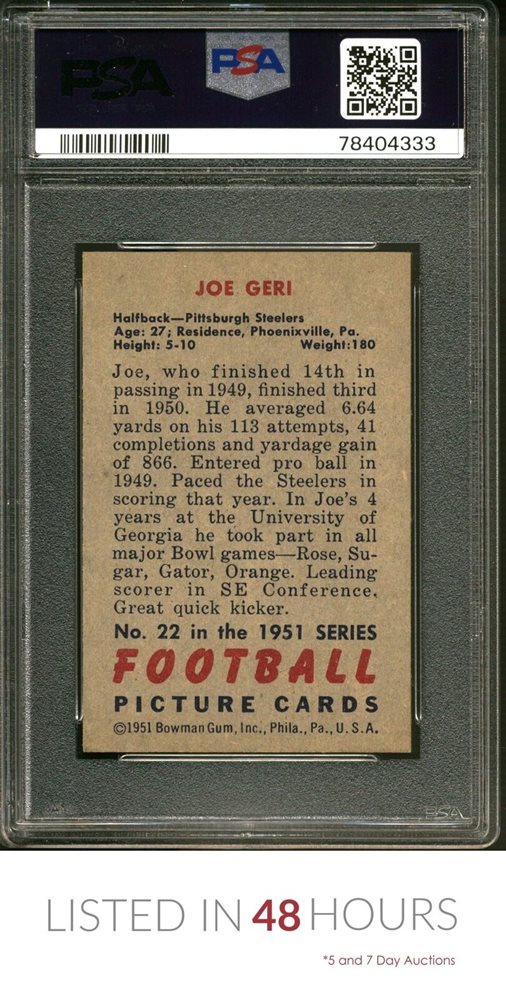 PSA
PSA
78404333
JOE GERI
Halfback—Pittsburgh Steelers
Age: 27; Residence, Phoenixville, Pa.
Height: 5-10 Weight:180
Joe, who finished 14th in
passing in 1949, finished third
in 1950. He averaged 6.64
yards on his 113 attempts, 41
completions and yardage gain
of 866. Entered pro ball in
1949. Paced the Steelers in
scoring that year. In Joe's 4
years at the University of
Georgia he took part in all
major Bowl games—Rose, Su-
gar, Gator, Orange. Leading
scorer in SE Conference.
Great quick kicker.
No. 22 in the 1951 SERIES
FOOTBALL
PICTURE CARDS
©1951 Bowman Gum, Inc., Phila., Pa., U. S. A.
PSA
LISTED IN 48 HOURS
*5 and 7 Day Auctions